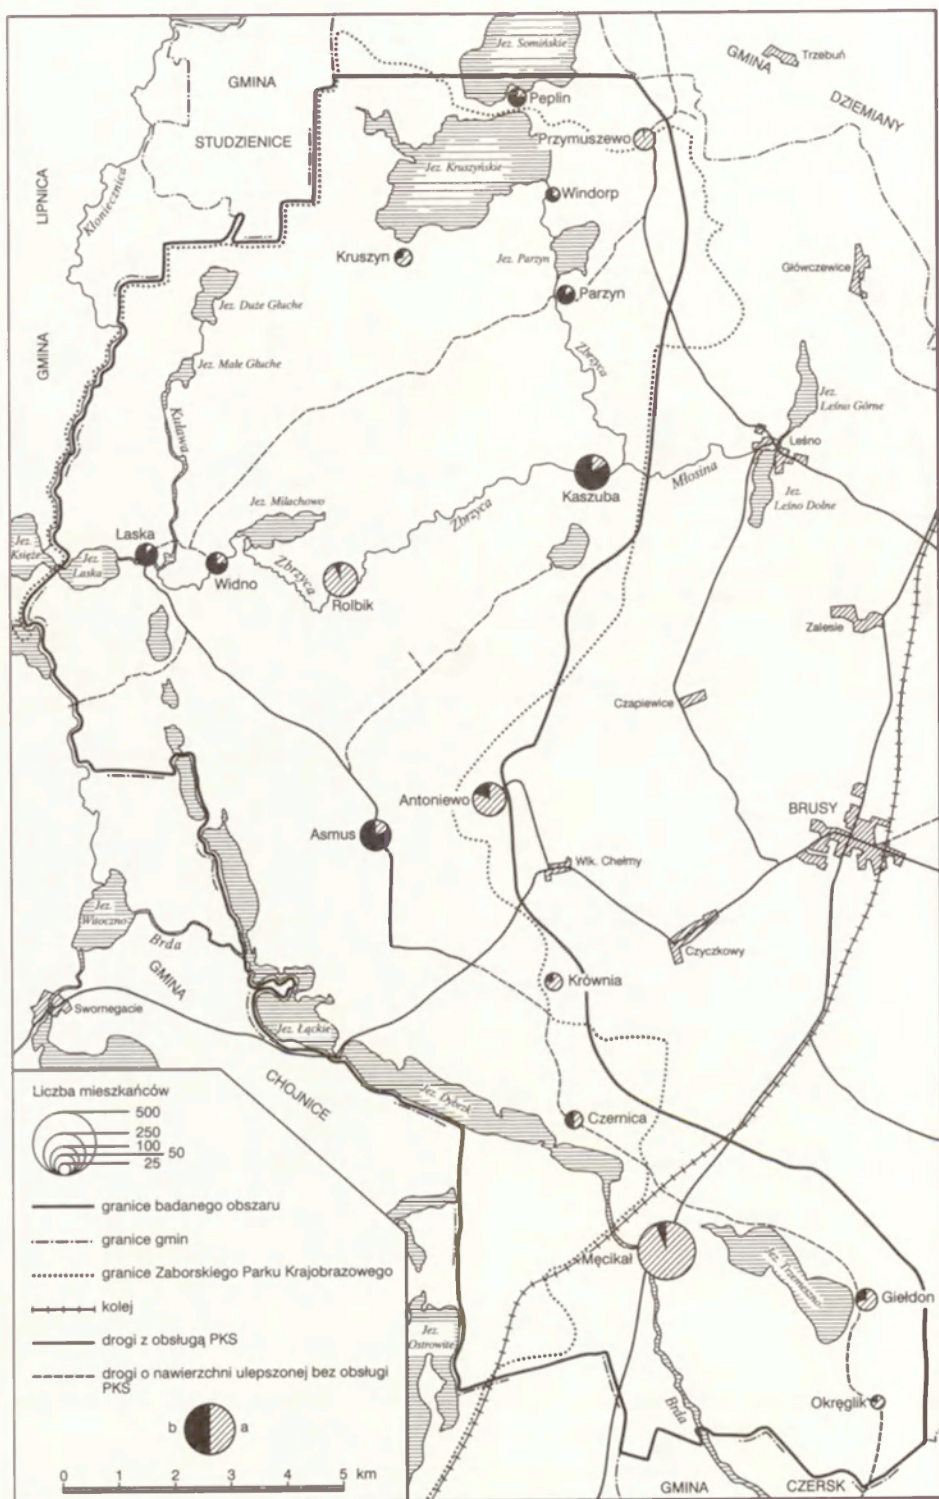 Jez. Somińskie
GMINA
Trzebuń
GMINA
DZIEMIANY
Peplin
STUDZIENICE
Przymuszewo
Jez. Kruszyńskie
LIPNICA
Kłoniecznica
Windorp
Kruszyn
Jez. Parzyn
Główczewice
Parzyn
Jez. Duże Głuche
GMINA
Zbrzyca
Jez. Małe Głuche
Jez.
Leśno Górne
Kulawa
Leśno
Młosina
Kaszuba
Jez.
Leśno Dolne
Zbrzyca
Jez. Milachowo
Laska
Jez.
Księże
Jez.
Laska
Widno
Zbrzyca
Rolbik
Zalesie
Czapiewice
Antoniewo
BRUSY
Asmus
Wlk. Chełmy
Jez.
Witoczno
Brda
Czyczkowy
GMINA
Krównia
Swornegacie
Jez. Łąckie
CHOJNICE
Jez. Dybrzk
Czernica
Liczba mieszkańców
500
250
100
50
25
granice badanego obszaru
granice gmin
granice Zaborskiego Parku Krajobrazowego
kolej
drogi z obsługą PKS
drogi o nawierzchni ulepszonej bez obsługi
PKS
b
a
0 1 2 3 4 5 km
Męcikał
Jez. Trzemeszno
Giełdon
Jez.
Ostrowite
Okręglik
Brda
GMINA
CZERSK